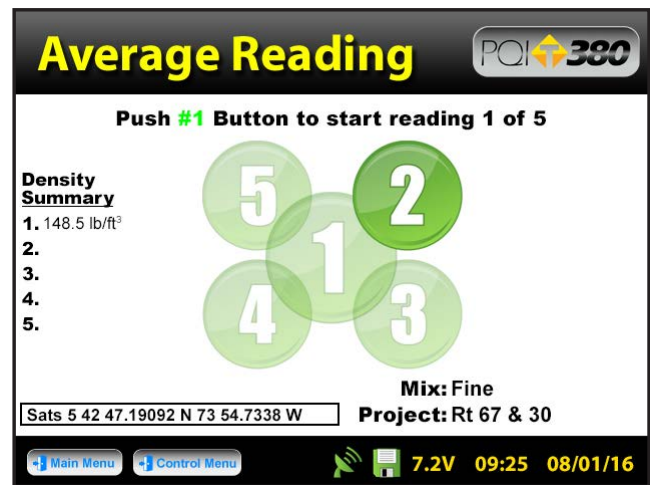 Average Reading
PQI T 380
Push #1 Button to start reading 1 of 5
Density
Summary
1. 148.5 lb/ft³
2.
3.
4.
5.
5
2
1
4
3
Mix: Fine
Sats 5 42 47.19092 N 73 54.7338 W
Project: Rt 67 & 30
Main Menu
Control Menu
7.2V 09:25 08/01/16